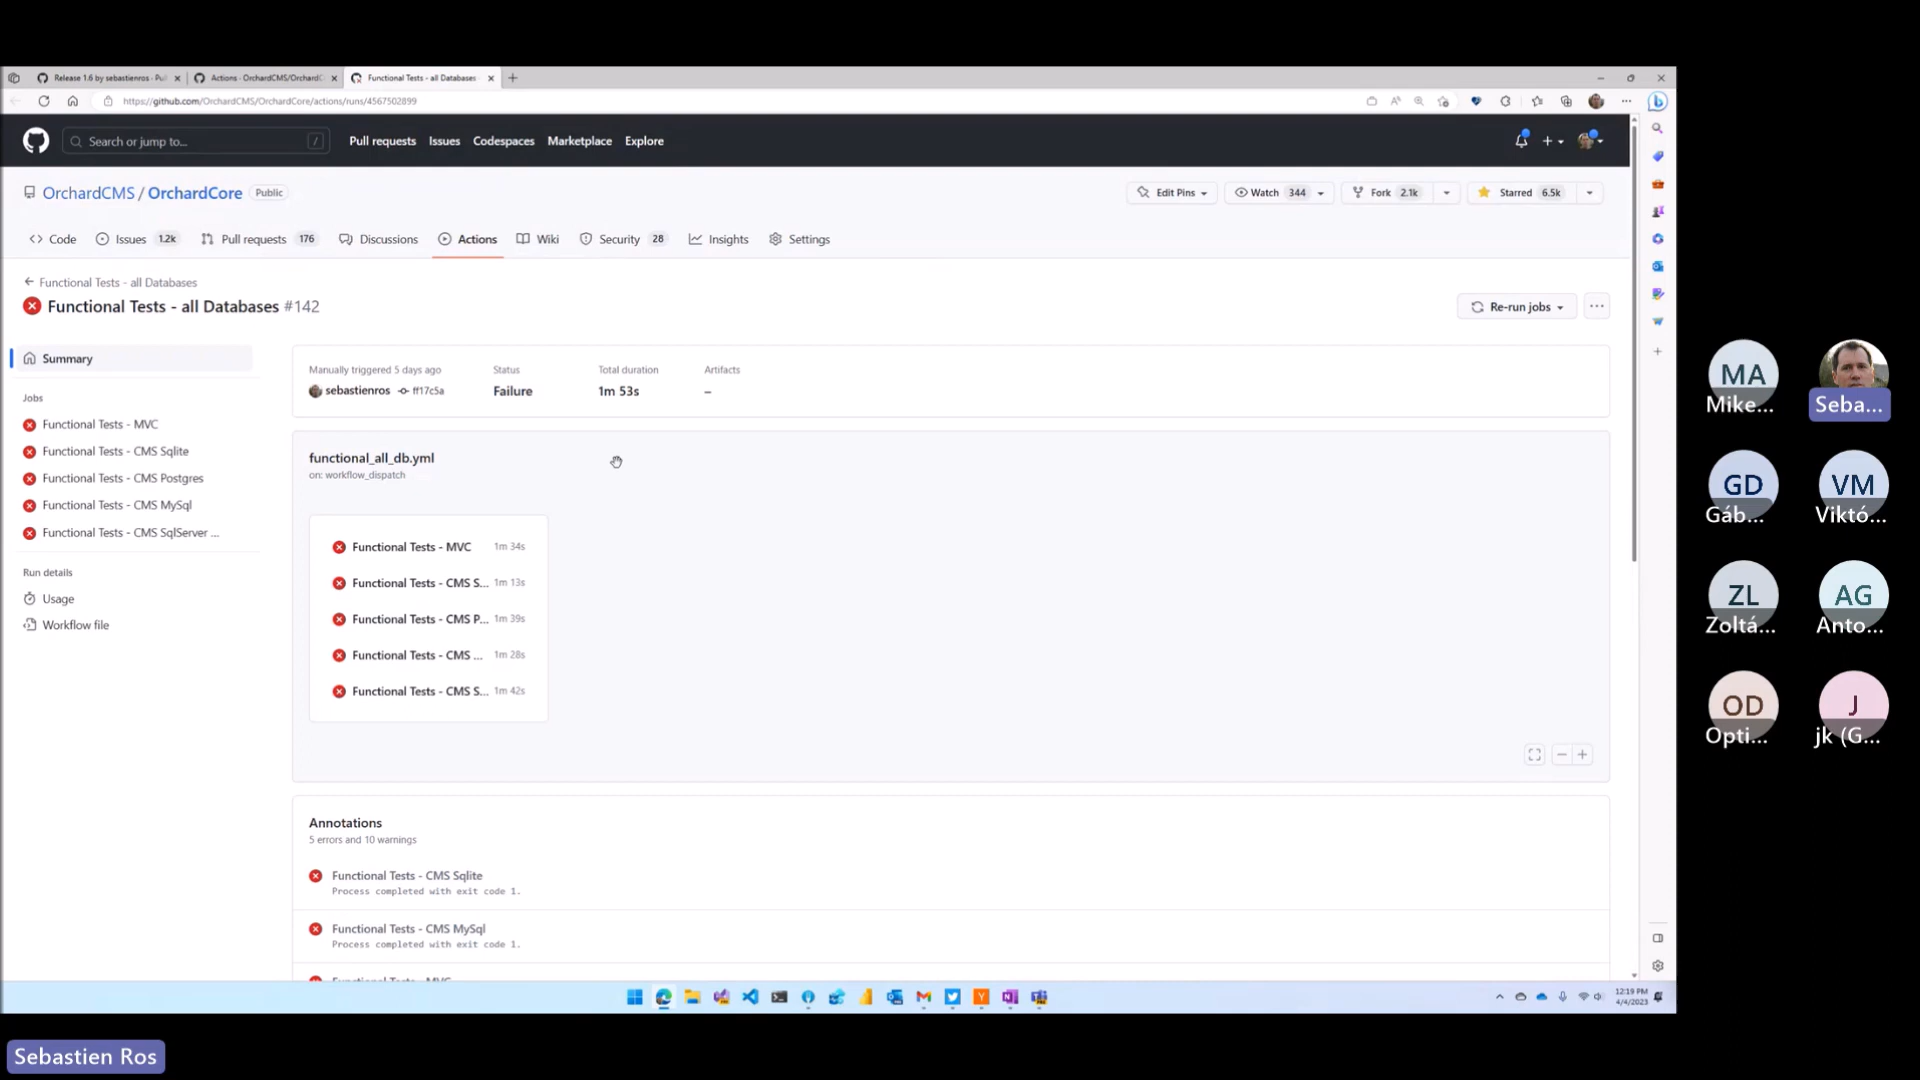 Release 1.6 by sebastienros · Pu
Actions · OrchardCMS/OrchardC
Functional Tests - all Databases
https://github.com/OrchardCMS/OrchardCore/actions/runs/4567502899
Search or jump to...
/
Pull requests
Issues
Codespaces
Marketplace
Explore
OrchardCMS / OrchardCore
Public
Edit Pins
Watch 344
Fork 2.1k
Starred 6.5k
Code
Issues 1.2k
Pull requests 176
Discussions
Actions
Wiki
Security 28
Insights
Settings
Functional Tests - all Databases
Functional Tests - all Databases #142
Re-run jobs
Summary
Jobs
Functional Tests - MVC
Functional Tests - CMS Sqlite
Functional Tests - CMS Postgres
Functional Tests - CMS MySql
Functional Tests - CMS SqlServer ...
Run details
Usage
Workflow file
Manually triggered 5 days ago
sebastienros ff17c5a
Status
Failure
Total duration
1m 53s
Artifacts
–
functional_all_db.yml
on: workflow_dispatch
Functional Tests - MVC 1m 34s
Functional Tests - CMS S... 1m 13s
Functional Tests - CMS P... 1m 39s
Functional Tests - CMS ... 1m 28s
Functional Tests - CMS S... 1m 42s
Annotations
5 errors and 10 warnings
Functional Tests - CMS Sqlite
Process completed with exit code 1.
Functional Tests - CMS MySql
Process completed with exit code 1.
Functional Tests - MVC
12:19 PM
4/4/2023
MA
Mike...
Seba...
GD
Gáb...
VM
Viktó...
ZL
Zoltá...
AG
Anto...
OD
Opti...
J
jk (G...
Sebastien Ros